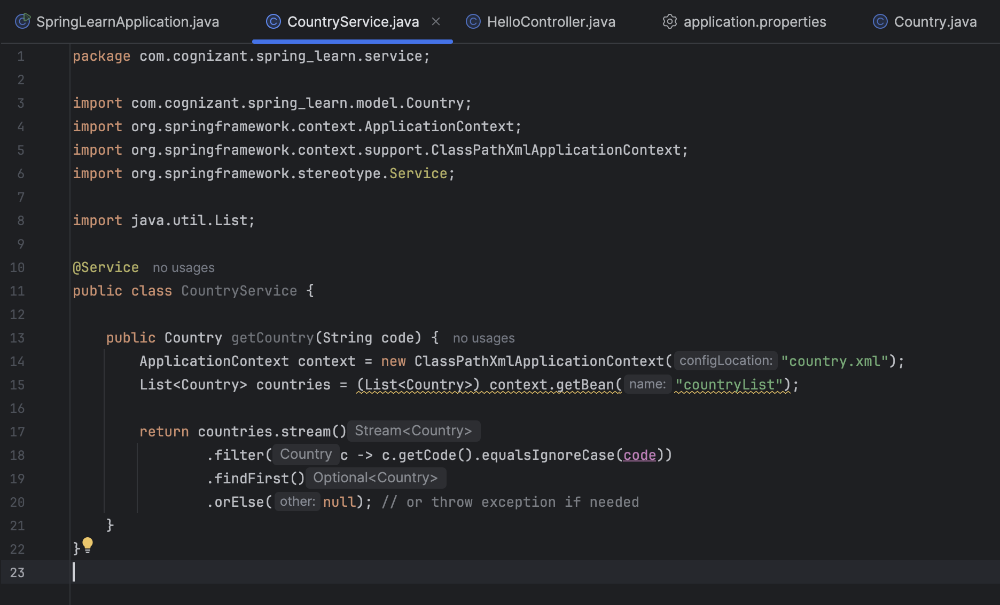 SpringLearnApplication.java CountryService.java HelloController.java application.properties Country.java
1 package com.cognizant.spring_learn.service;
2
3 import com.cognizant.spring_learn.model.Country;
4 import org.springframework.context.ApplicationContext;
5 import org.springframework.context.support.ClassPathXmlApplicationContext;
6 import org.springframework.stereotype.Service;
7
8 import java.util.List;
9
10 @Service no usages
11 public class CountryService {
12
13     public Country getCountry(String code) { no usages
14         ApplicationContext context = new ClassPathXmlApplicationContext( configLocation: "country.xml");
15         List<Country> countries = (List<Country>) context.getBean( name: "countryList");
16
17         return countries.stream() Stream<Country>
18                 .filter( Country c -> c.getCode().equalsIgnoreCase(code))
19                 .findFirst() Optional<Country>
20                 .orElse( other: null); // or throw exception if needed
21     }
22 }
23